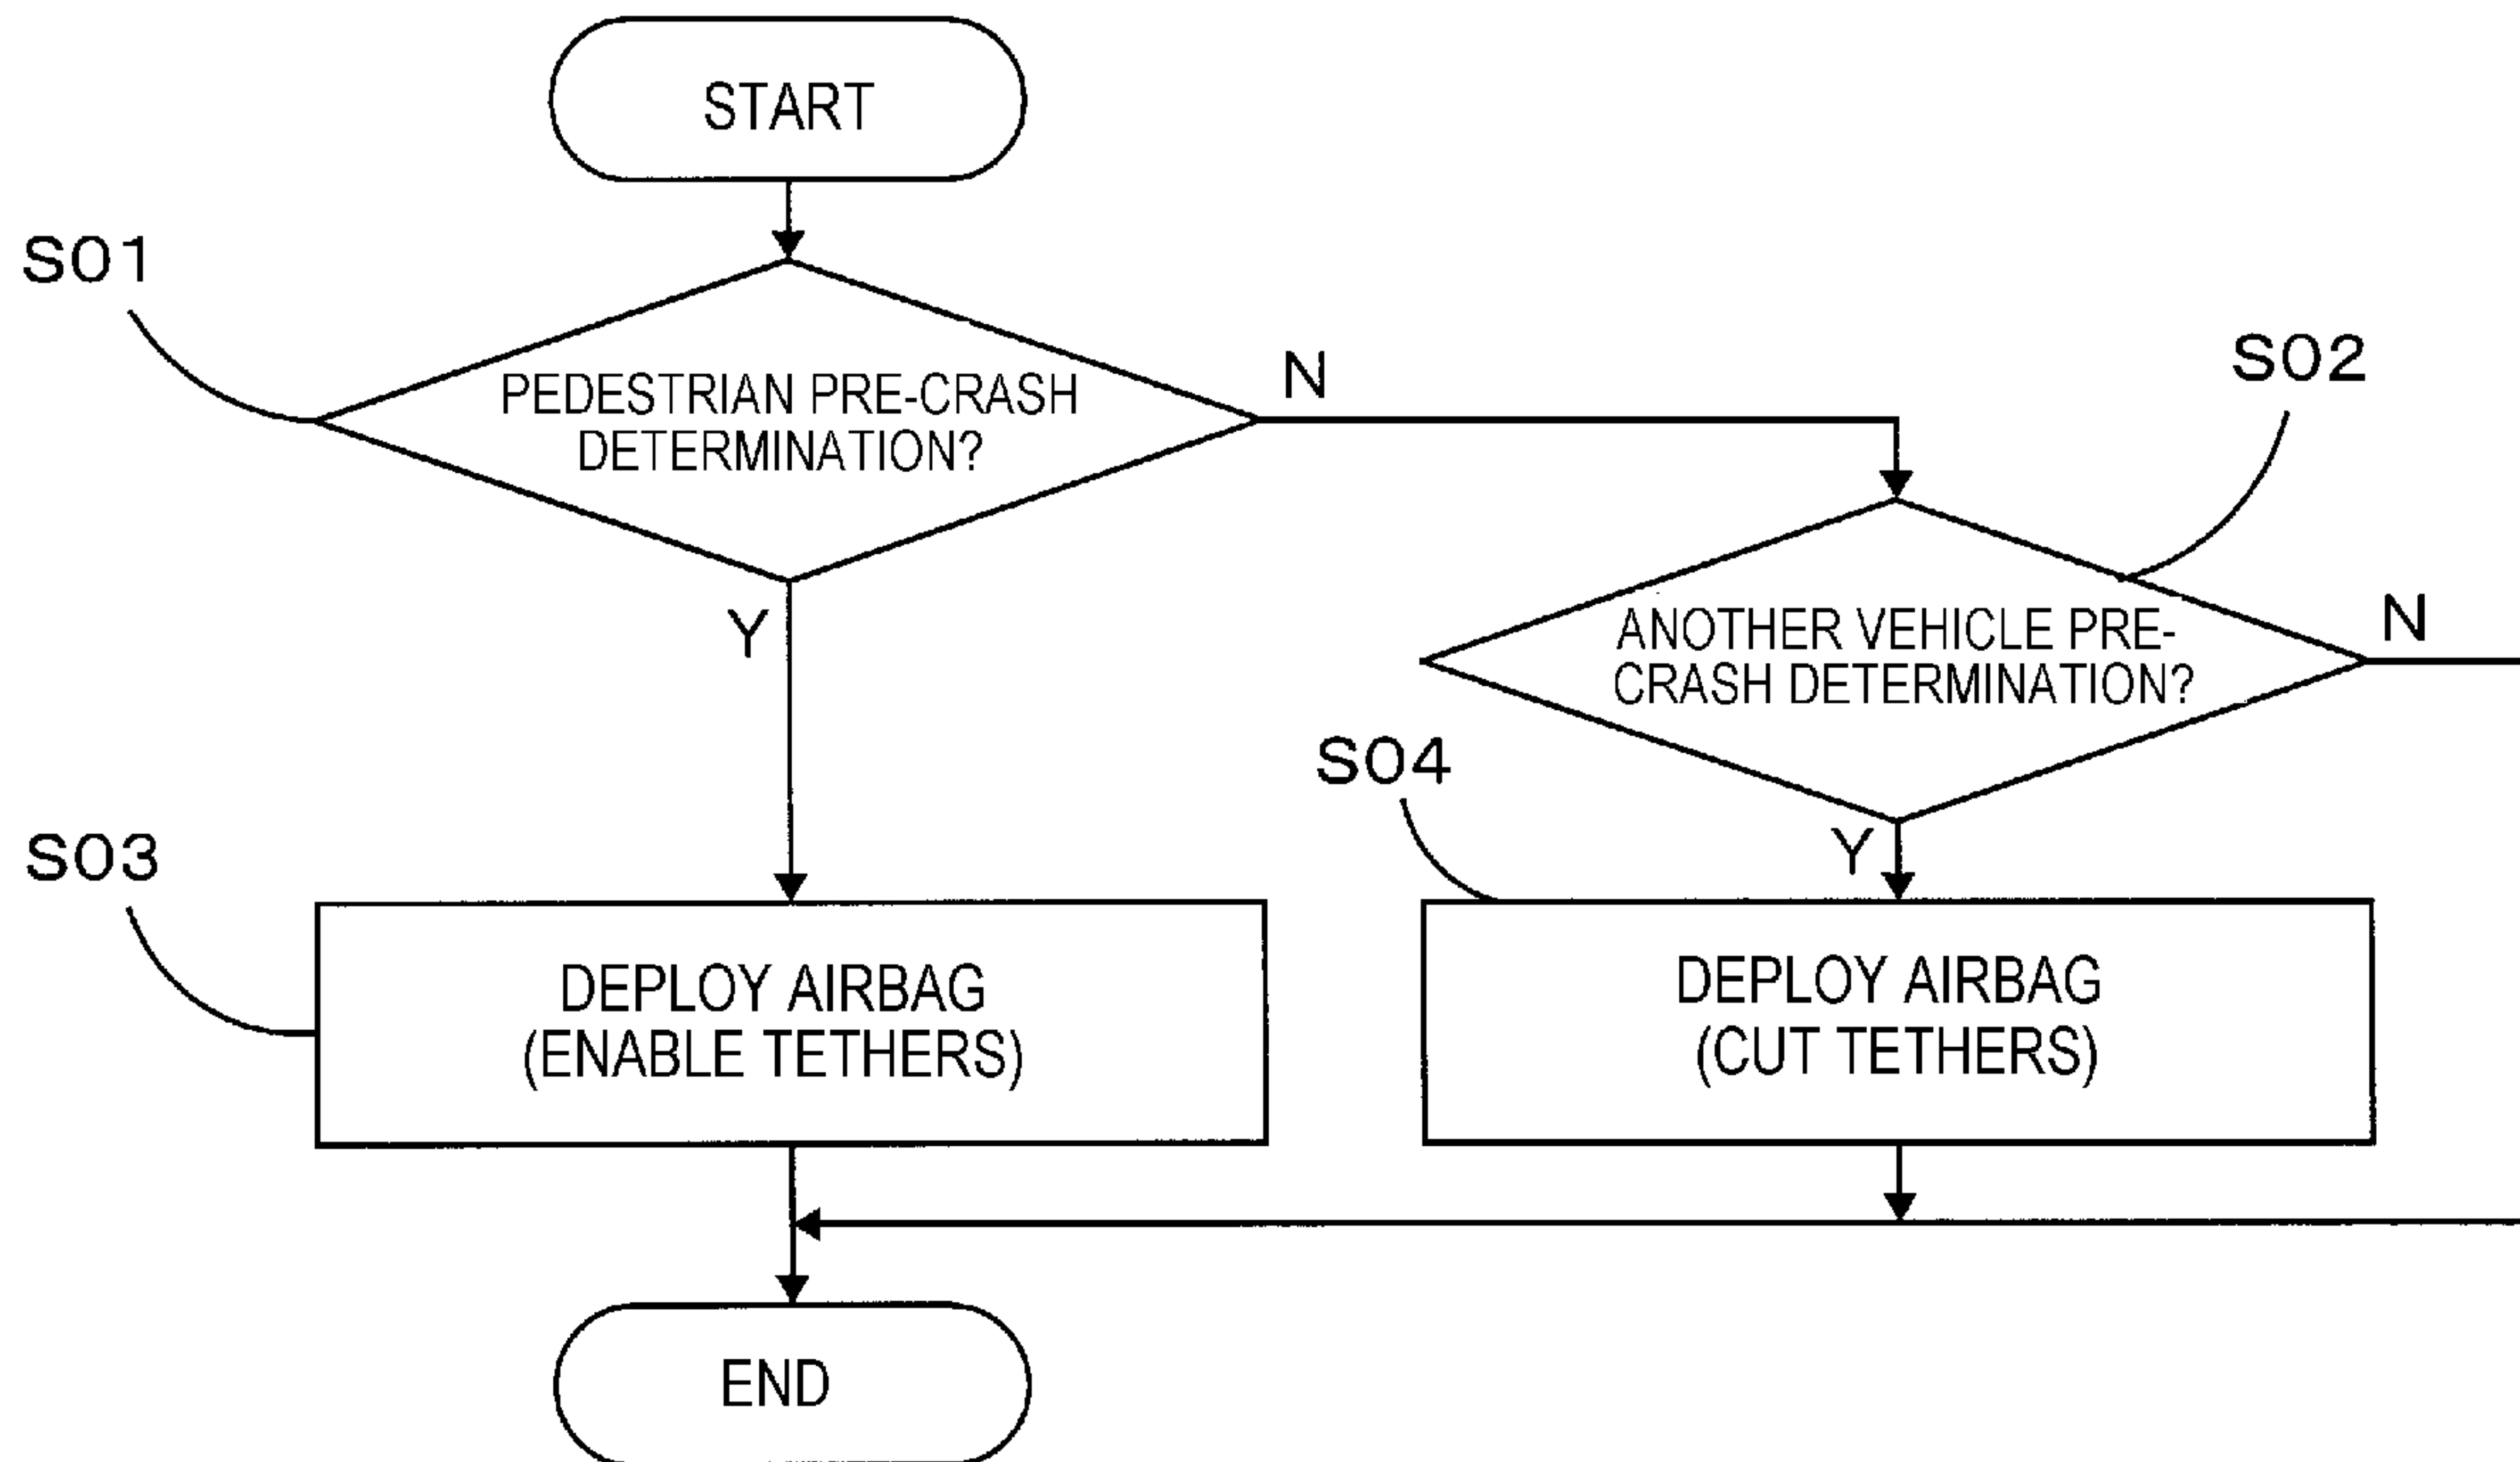 START
S01
PEDESTRIAN PRE-CRASH
DETERMINATION?
N
S02
Y
ANOTHER VEHICLE PRE-
CRASH DETERMINATION?
N
S04
Y
S03
DEPLOY AIRBAG
(ENABLE TETHERS)
DEPLOY AIRBAG
(CUT TETHERS)
END